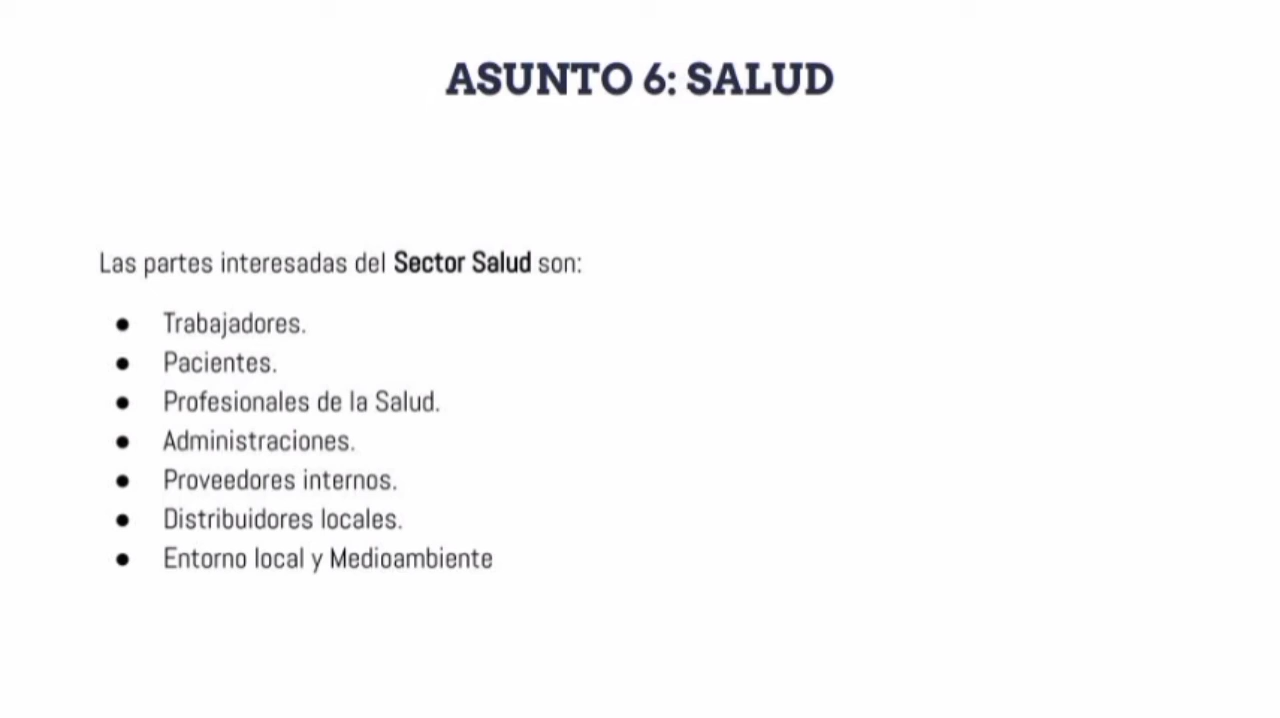 ASUNTO 6: SALUD
Las partes interesadas del Sector Salud son:
● Trabajadores.
● Pacientes.
● Profesionales de la Salud.
● Administraciones.
● Proveedores internos.
● Distribuidores locales.
● Entorno local y Medioambiente